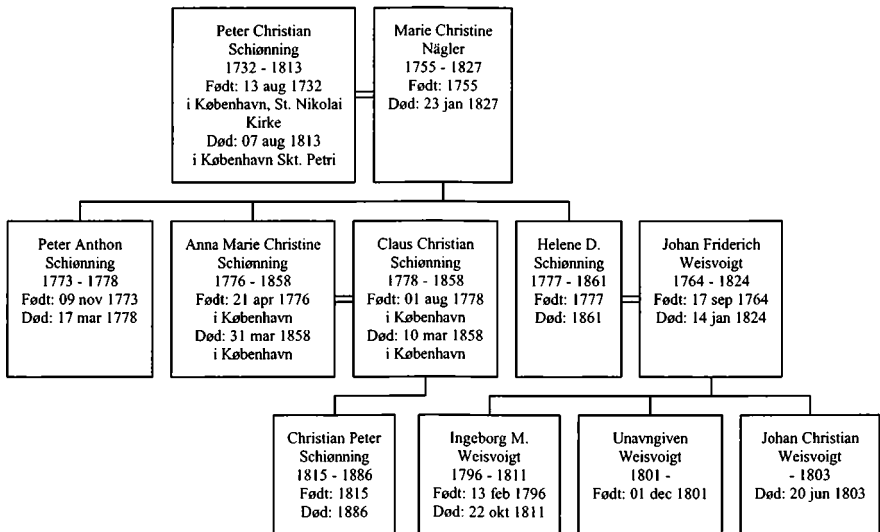 Peter Christian
Schiønning
1732 - 1813
Født: 13 aug 1732
i København, St. Nikolai
Kirke
Død: 07 aug 1813
i København Skt. Petri
Marie Christine
Nägler
1755 - 1827
Født: 1755
Død: 23 jan 1827
Peter Anthon
Schiønning
1773 - 1778
Født: 09 nov 1773
Død: 17 mar 1778
Anna Marie Christine
Schiønning
1776 - 1858
Født: 21 apr 1776
i København
Død: 31 mar 1858
i København
Claus Christian
Schiønning
1778 - 1858
Født: 01 aug 1778
i København
Død: 10 mar 1858
i København
Helene D.
Schiønning
1777 - 1861
Født: 1777
Død: 1861
Johan Friderich
Weisvoigt
1764 - 1824
Født: 17 sep 1764
Død: 14 jan 1824
Christian Peter
Schiønning
1815 - 1886
Født: 1815
Død: 1886
Ingeborg M.
Weisvoigt
1796 - 1811
Født: 13 feb 1796
Død: 22 okt 1811
Unavngiven
Weisvoigt
1801 -
Født: 01 dec 1801
Johan Christian
Weisvoigt
- 1803
Død: 20 jun 1803